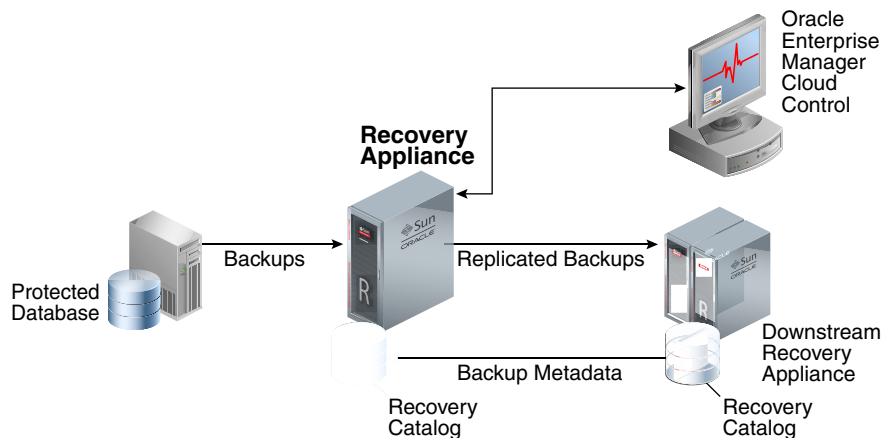 Oracle
Enterprise
Manager
Cloud
Control
Recovery
Appliance
Sun
ORACLE
R
Backups
Replicated Backups
Sun
R
Protected
Database
Downstream
Recovery
Appliance
Backup Metadata
Recovery
Catalog
Recovery
Catalog